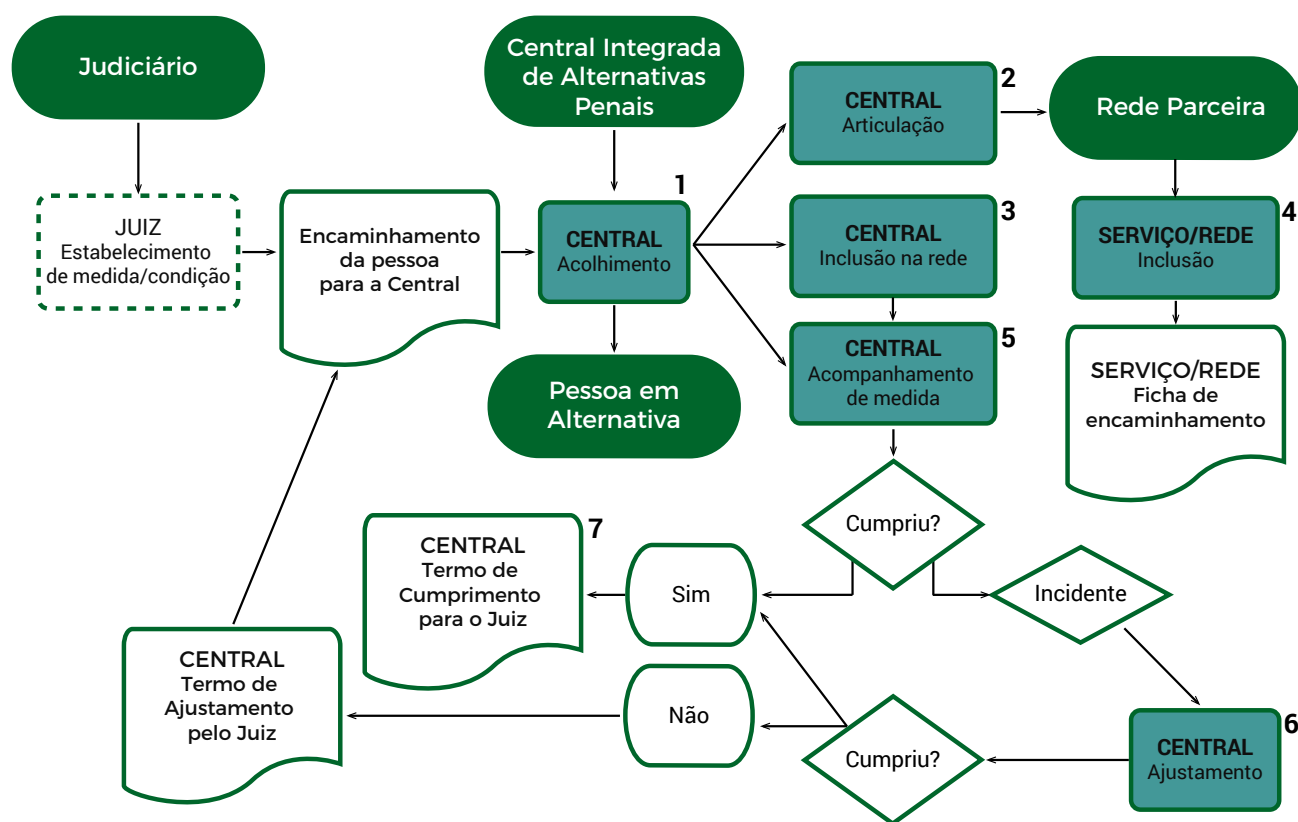 Judiciário
Central Integrada
de Alternativas
Penais
2
CENTRAL
Articulação
Rede Parceira
JUIZ
Estabelecimento
de medida/condição
Encaminhamento
da pessoa
para a Central
1
CENTRAL
Acolhimento
3
CENTRAL
Inclusão na rede
4
SERVIÇO/REDE
Inclusão
5
CENTRAL
Acompanhamento
de medida
Pessoa em
Alternativa
SERVIÇO/REDE
Ficha de
encaminhamento
Cumpriu?
7
CENTRAL
Termo de
Cumprimento
para o Juiz
Sim
Incidente
CENTRAL
Termo de
Ajustamento
pelo Juiz
Não
Cumpriu?
6
CENTRAL
Ajustamento